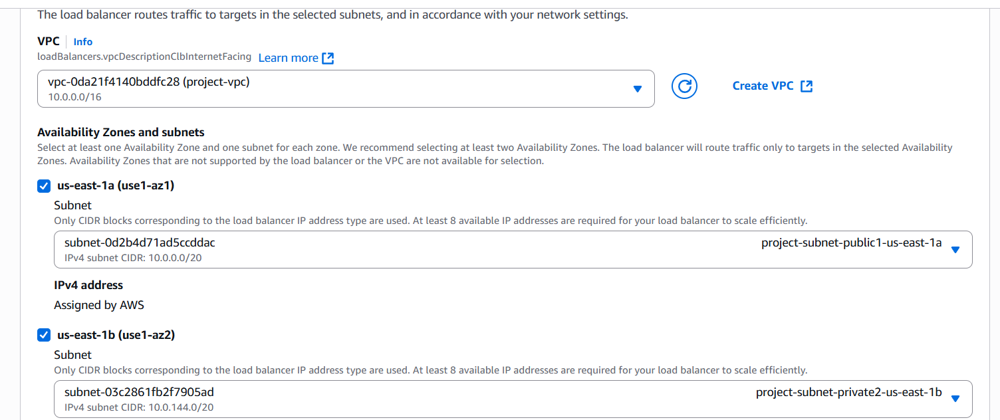 The load balancer routes traffic to targets in the selected subnets, and in accordance with your network settings.
VPC Info
loadBalancers.vpcDescriptionClbInternetFacing Learn more
vpc-0da21f4140bddfc28 (project-vpc)
10.0.0.0/16
Create VPC
Availability Zones and subnets
Select at least one Availability Zone and one subnet for each zone. We recommend selecting at least two Availability Zones. The load balancer will route traffic only to targets in the selected Availability
Zones. Availability Zones that are not supported by the load balancer or the VPC are not available for selection.
us-east-1a (use1-az1)
Subnet
Only CIDR blocks corresponding to the load balancer IP address type are used. At least 8 available IP addresses are required for your load balancer to scale efficiently.
subnet-0d2b4d71ad5ccddac project-subnet-public1-us-east-1a
IPv4 subnet CIDR: 10.0.0.0/20
IPv4 address
Assigned by AWS
us-east-1b (use1-az2)
Subnet
Only CIDR blocks corresponding to the load balancer IP address type are used. At least 8 available IP addresses are required for your load balancer to scale efficiently.
subnet-03c2861fb2f7905ad project-subnet-private2-us-east-1b
IPv4 subnet CIDR: 10.0.144.0/20